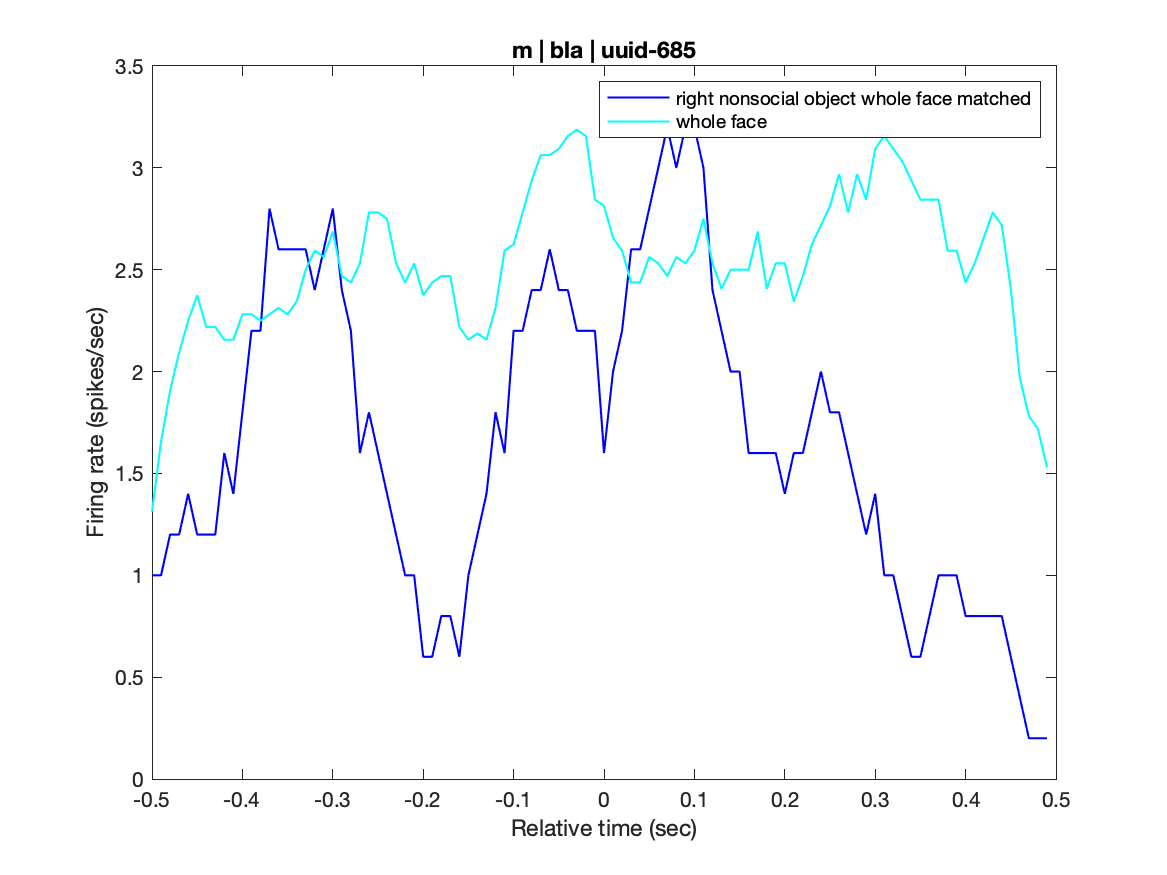 m | bla | uuid-685
right nonsocial object whole face matched
whole face
3.5
3
2.5
2
1.5
1
0.5
0
Firing rate (spikes/sec)
-0.5 -0.4 -0.3 -0.2 -0.1 0 0.1 0.2 0.3 0.4 0.5
Relative time (sec)